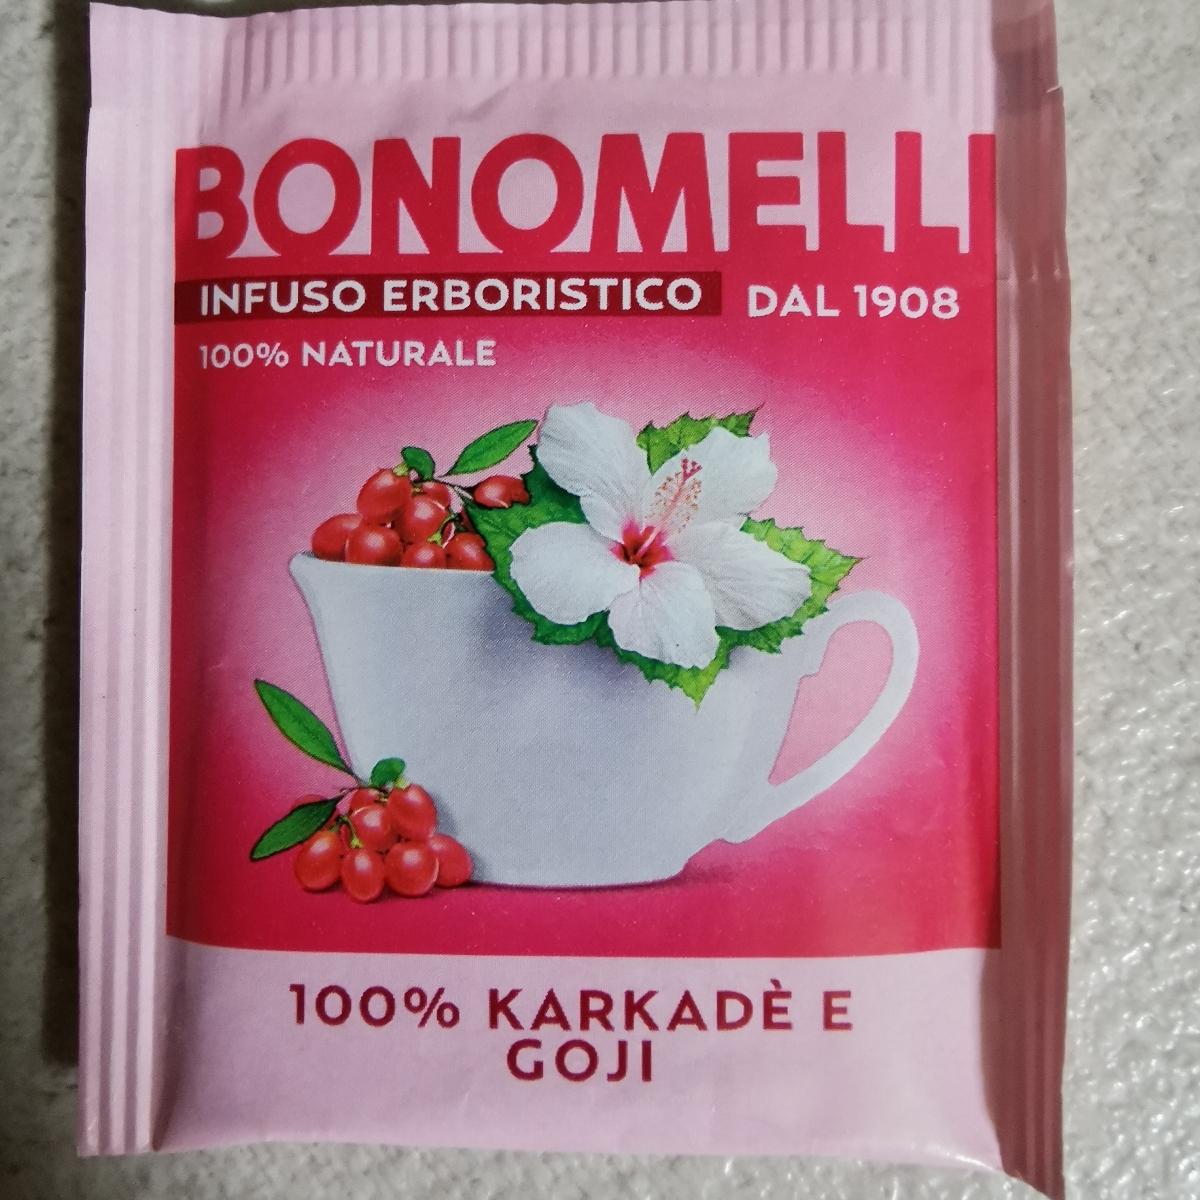 BONOMELLI
INFUSO ERBORISTICO DAL 1908
100% NATURALE
100% KARKADÈ E
GOJI